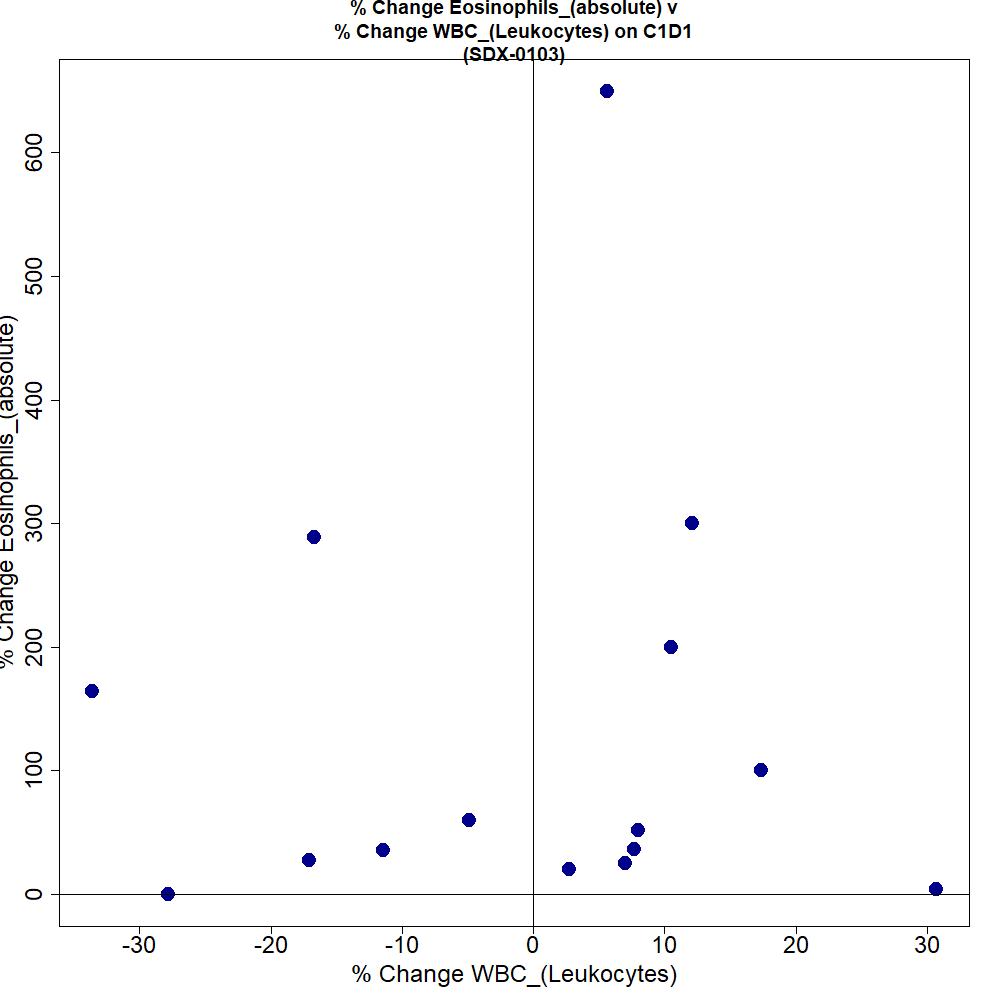 % Change Eosinophils_(absolute) v
% Change WBC_(Leukocytes) on C1D1
(SDX-0103)
% Change Eosinophils_(absolute)
600
500
400
300
200
100
0
-30
-20
-10
0
10
20
30
% Change WBC_(Leukocytes)